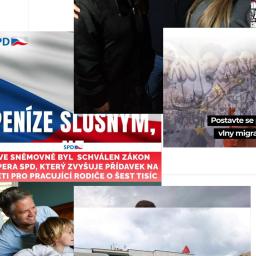 SPD
Postavte se
vlny migra
PENÍZE SLUŠNÝM,
SPD
VE SNĚMOVNĚ BYL SCHVÁLEN ZÁKON
PERA SPD, KTERÝ ZVYŠUJE PŘÍDAVEK NA
ĚTI PRO PRACUJÍCÍ RODIČE O ŠEST TISÍC